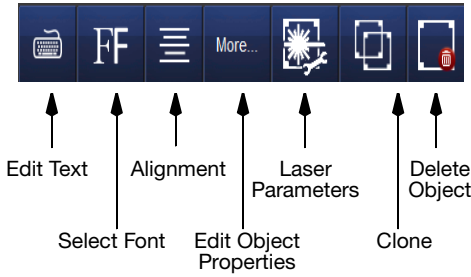 FF
More...
Edit Text
Alignment
Laser
Parameters
Delete
Object
Select Font
Edit Object
Properties
Clone